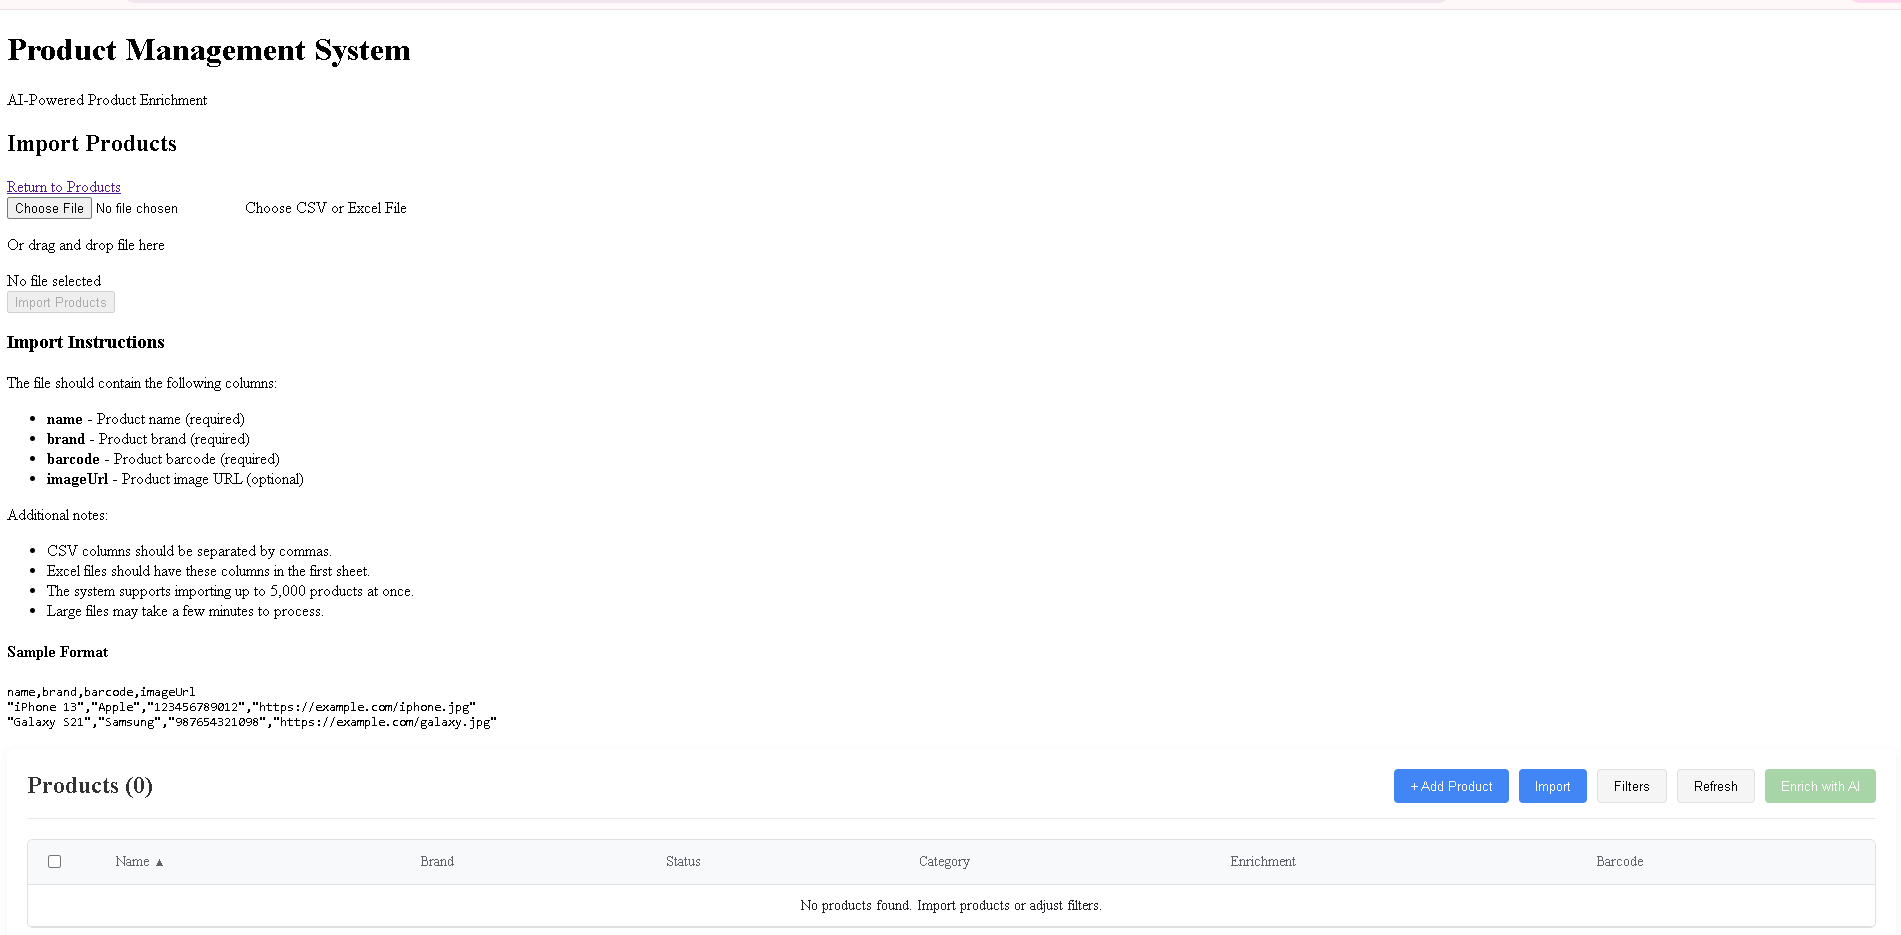 Product Management System
AI-Powered Product Enrichment
Import Products
Return to Products
Choose File No file chosen Choose CSV or Excel File
Or drag and drop file here
No file selected
Import Products
Import Instructions
The file should contain the following columns:
• name - Product name (required)
• brand - Product brand (required)
• barcode - Product barcode (required)
• imageUrl - Product image URL (optional)
Additional notes:
• CSV columns should be separated by commas.
• Excel files should have these columns in the first sheet.
• The system supports importing up to 5,000 products at once.
• Large files may take a few minutes to process.
Sample Format
name,brand,barcode,imageUrl
"iPhone 13","Apple","123456789012","https://example.com/iphone.jpg"
"Galaxy S21","Samsung","987654321098","https://example.com/galaxy.jpg"
Products (0) + Add Product Import Filters Refresh Enrich with AI
Name ▲ Brand Status Category Enrichment Barcode
No products found. Import products or adjust filters.